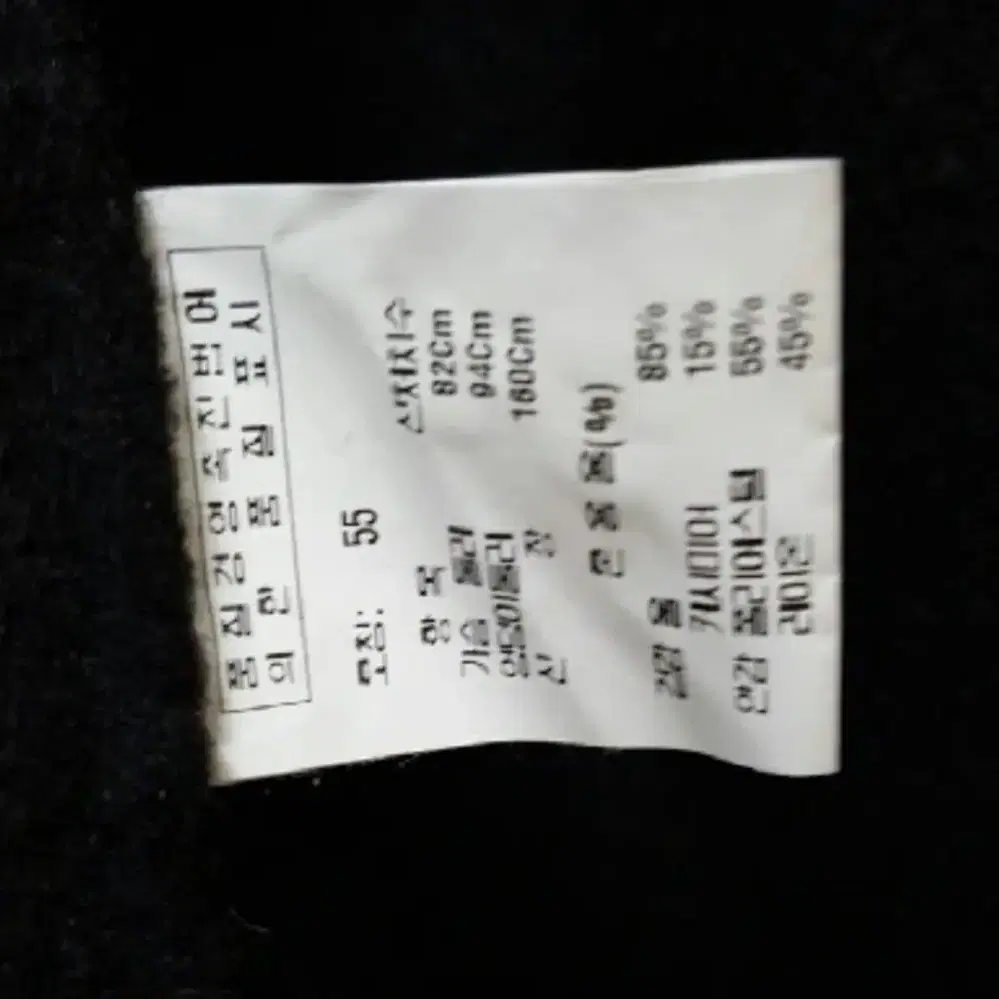 품질경영촉진법에
의한 품질표시
호칭: 55
항목 신체치수
가슴둘레 82Cm
엉덩이둘레 94Cm
신장 160Cm
혼용율(%)
겉감 울 85%
캐시미어 15%
안감 폴리에스텔 55%
레이온 45%